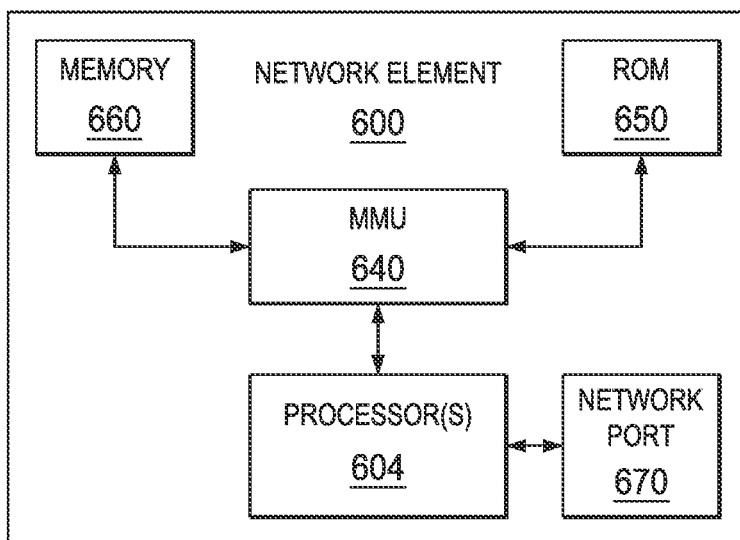 MEMORY
660
NETWORK ELEMENT
600
ROM
650
MMU
640
PROCESSOR(S)
604
NETWORK
PORT
670